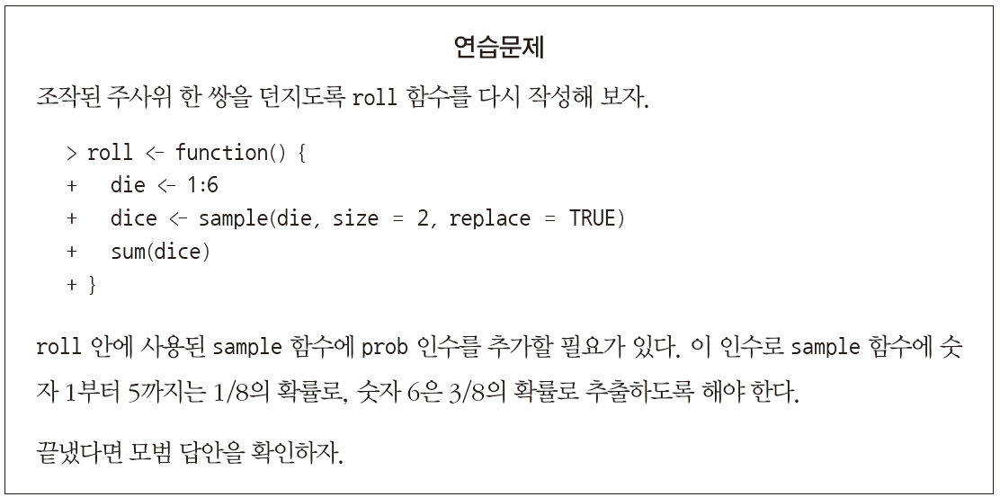 연습문제
조작된 주사위 한 쌍을 던지도록 roll 함수를 다시 작성해 보자.
> roll <- function() {
+   die <- 1:6
+   dice <- sample(die, size = 2, replace = TRUE)
+   sum(dice)
+ }
roll 안에 사용된 sample 함수에 prob 인수를 추가할 필요가 있다. 이 인수로 sample 함수에 숫
자 1부터 5까지는 1/8의 확률로, 숫자 6은 3/8의 확률로 추출하도록 해야 한다.
끝냈다면 모범 답안을 확인하자.